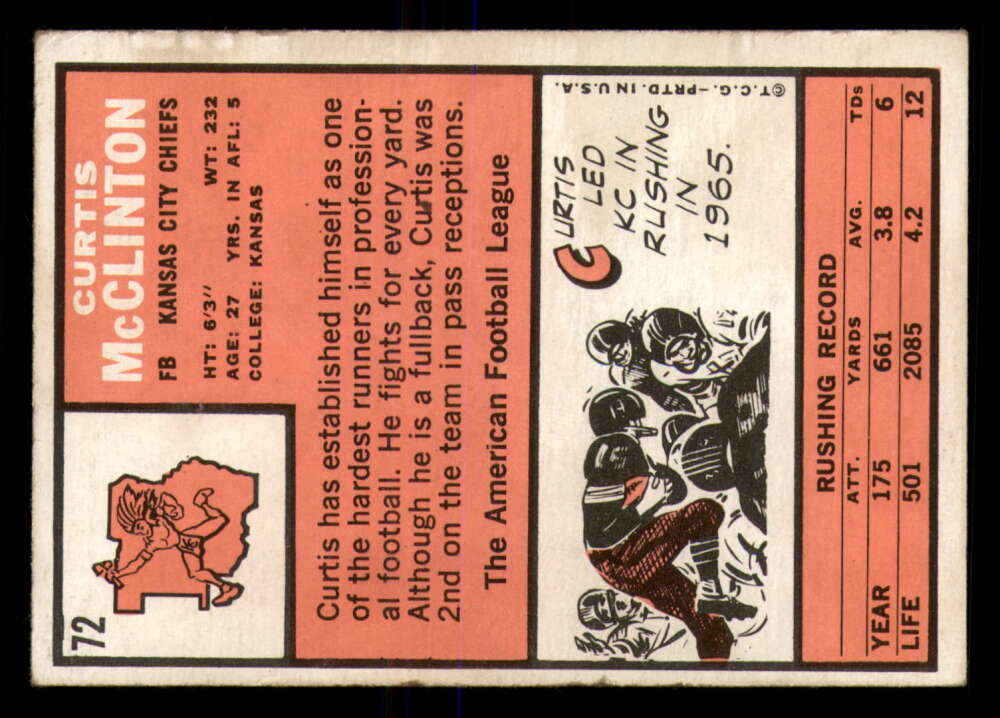 72
CURTIS
McCLINTON
FB KANSAS CITY CHIEFS
HT: 6'3" WT: 232
AGE: 27 YRS. IN AFL: 5
COLLEGE: KANSAS
Curtis has established himself as one
of the hardest runners in profession-
al football. He fights for every yard.
Although he is a fullback, Curtis was
2nd on the team in pass receptions.
The American Football League
CURTIS
LED
KC IN
RUSHING
IN
1965.
© T.C.G.—PRTD. IN U.S.A.
RUSHING RECORD
ATT. YARDS AVG. TDs
YEAR 175 661 3.8 6
LIFE 501 2085 4.2 12